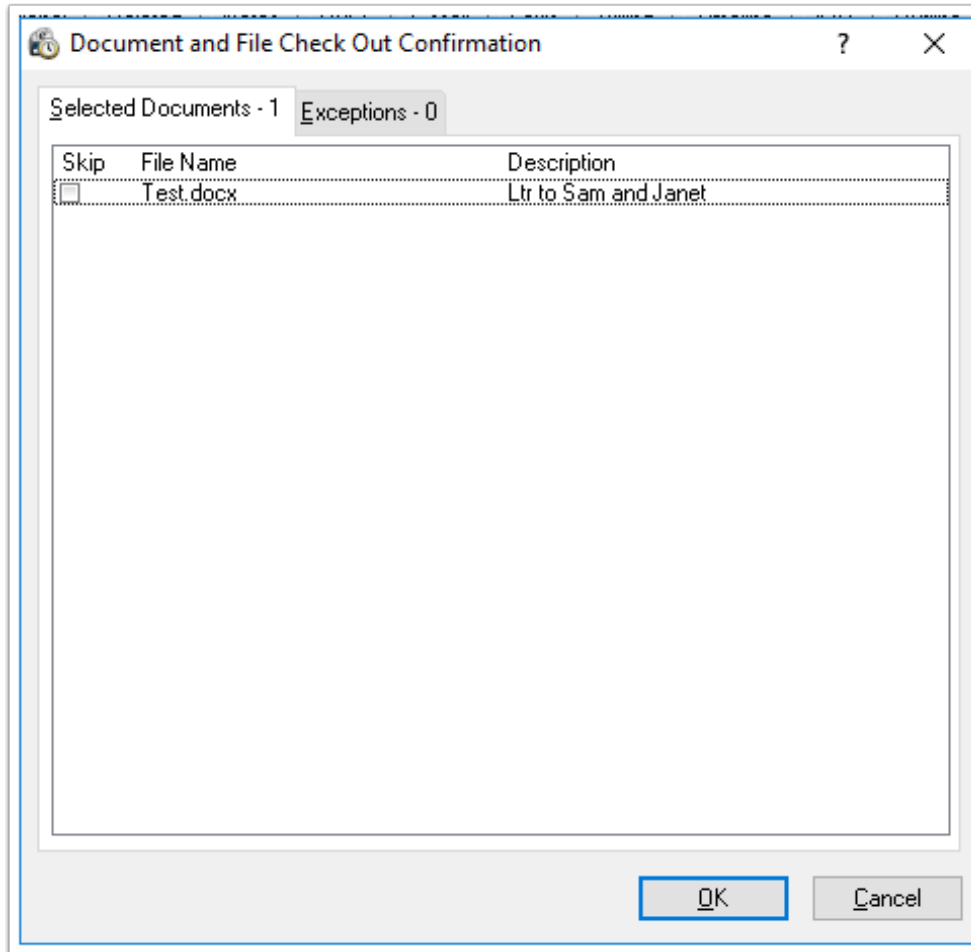 Document and File Check Out Confirmation ?
Selected Documents - 1 Exceptions - 0
Skip File Name Description
Test.docx Ltr to Sam and Janet
OK Cancel